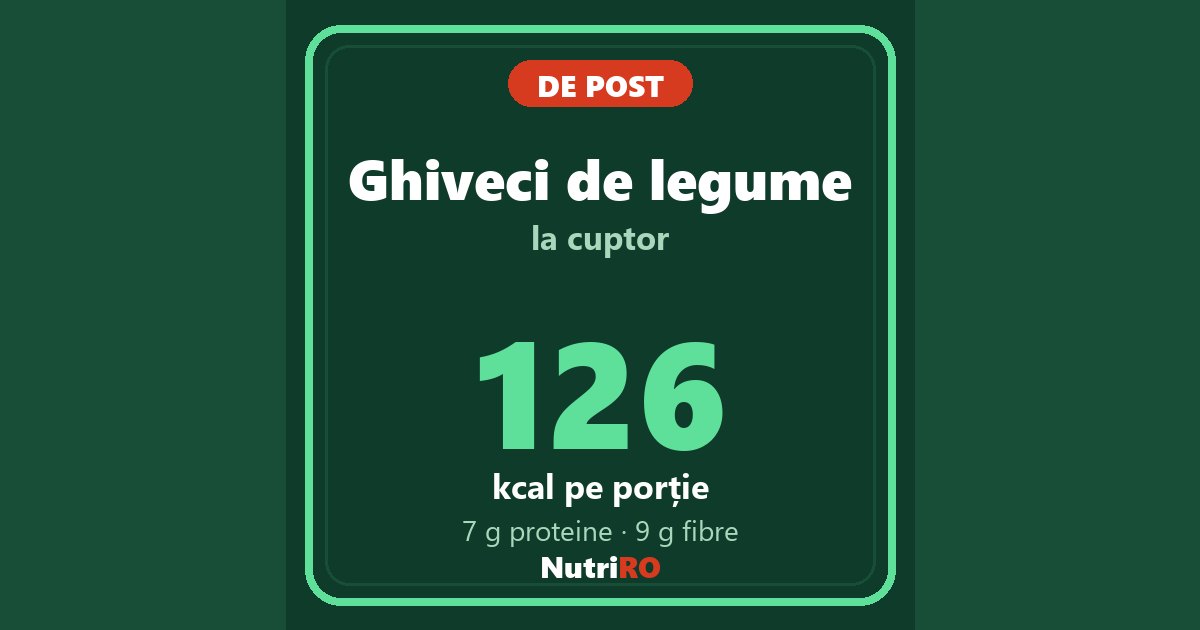 DE POST
Ghiveci de legume
la cuptor
126
kcal pe porție
7 g proteine · 9 g fibre
NutriRO